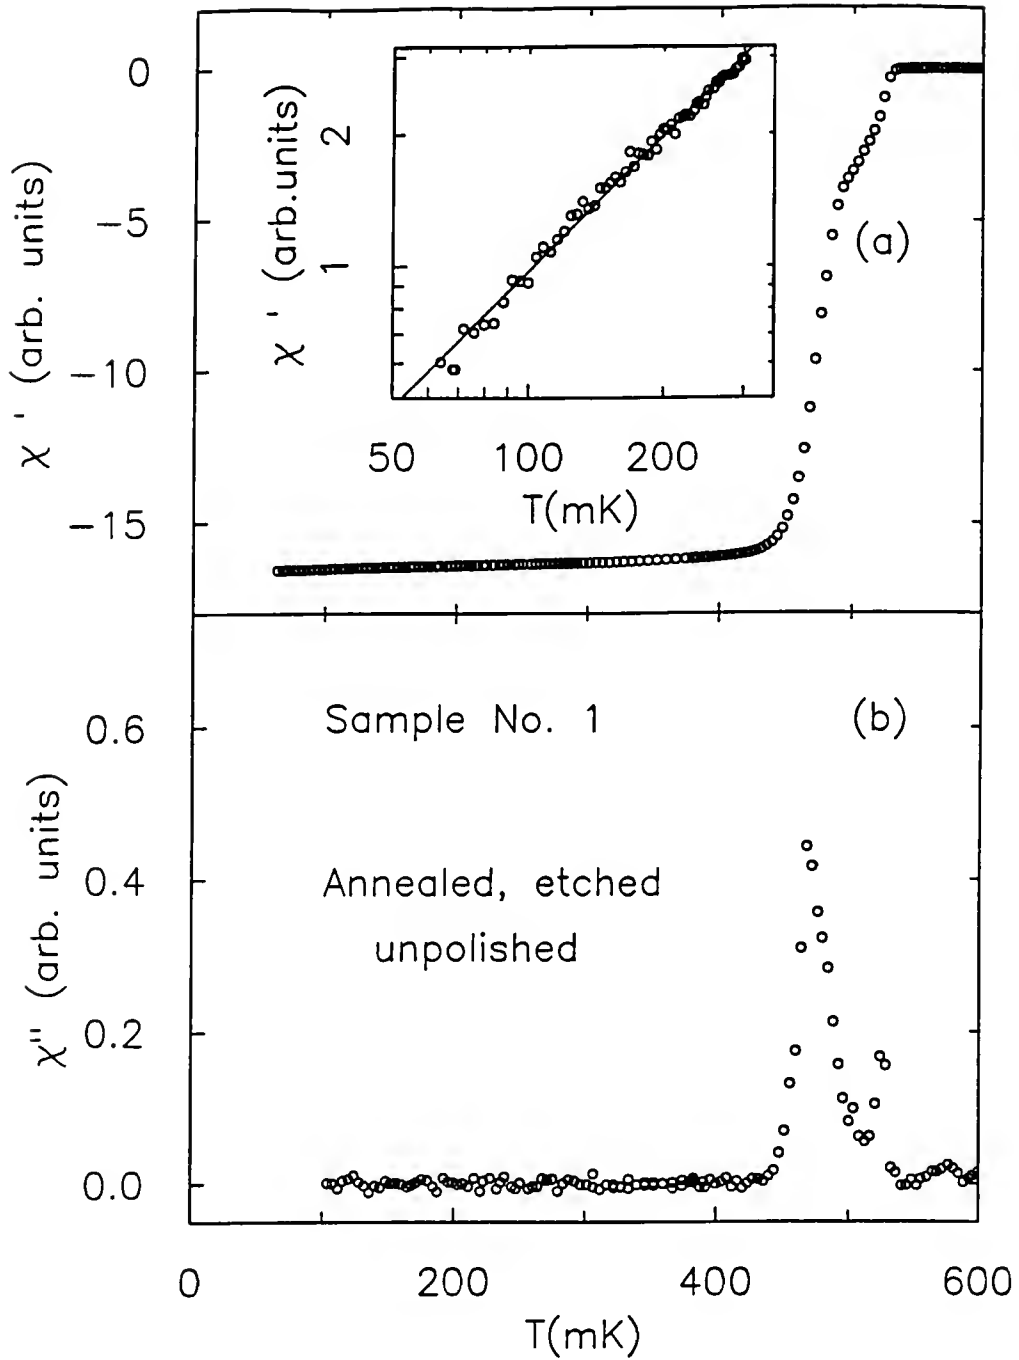 0
−5
−10
−15
χ ' (arb. units)
(a)
2
1
χ ' (arb.units)
50 100 200
T(mK)
Sample No. 1
(b)
Annealed, etched
unpolished
0.6
0.4
0.2
0.0
χ" (arb. units)
0 200 400 600
T(mK)